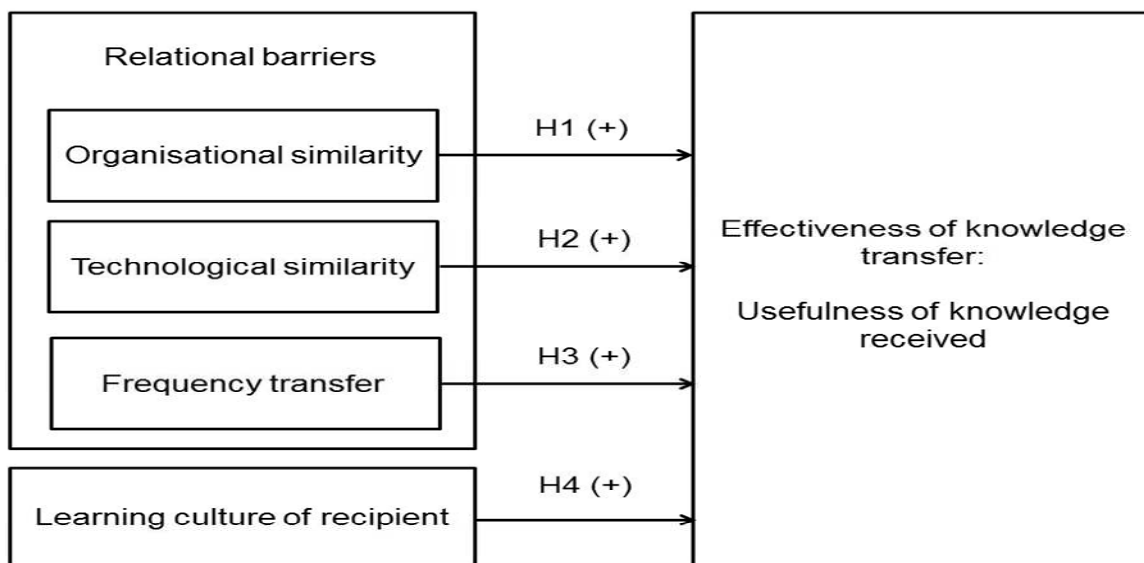 Relational barriers
Organisational similarity
H1 (+)
Technological similarity
H2 (+)
Frequency transfer
H3 (+)
Learning culture of recipient
H4 (+)
Effectiveness of knowledge
transfer:
Usefulness of knowledge
received